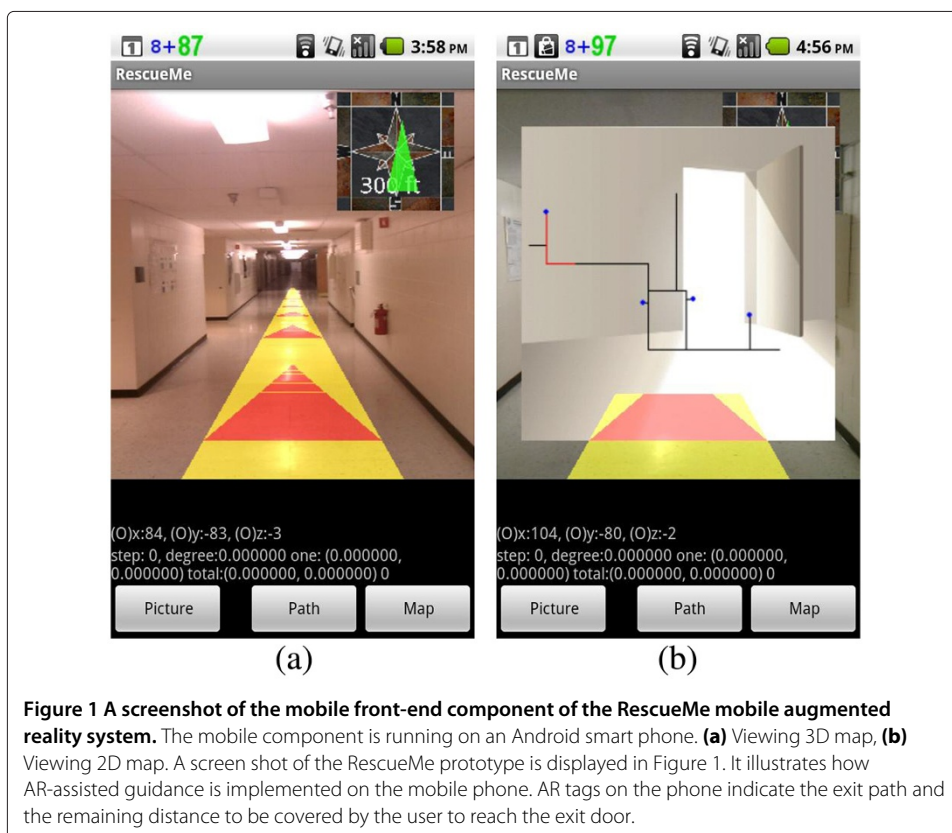 1 8+87 3:58 PM
RescueMe
N
W E
300 ft
S
(O)x:84, (O)y:-83, (O)z:-3
step: 0, degree:0.000000 one: (0.000000,
0.000000) total:(0.000000, 0.000000) 0
Picture Path Map
(a)
1 8+97 4:56 PM
RescueMe
N
(O)x:104, (O)y:-80, (O)z:-2
step: 0, degree:0.000000 one: (0.000000,
0.000000) total:(0.000000, 0.000000) 0
Picture Path Map
(b)
Figure 1 A screenshot of the mobile front-end component of the RescueMe mobile augmented
reality system. The mobile component is running on an Android smart phone. (a) Viewing 3D map, (b)
Viewing 2D map. A screen shot of the RescueMe prototype is displayed in Figure 1. It illustrates how
AR-assisted guidance is implemented on the mobile phone. AR tags on the phone indicate the exit path and
the remaining distance to be covered by the user to reach the exit door.